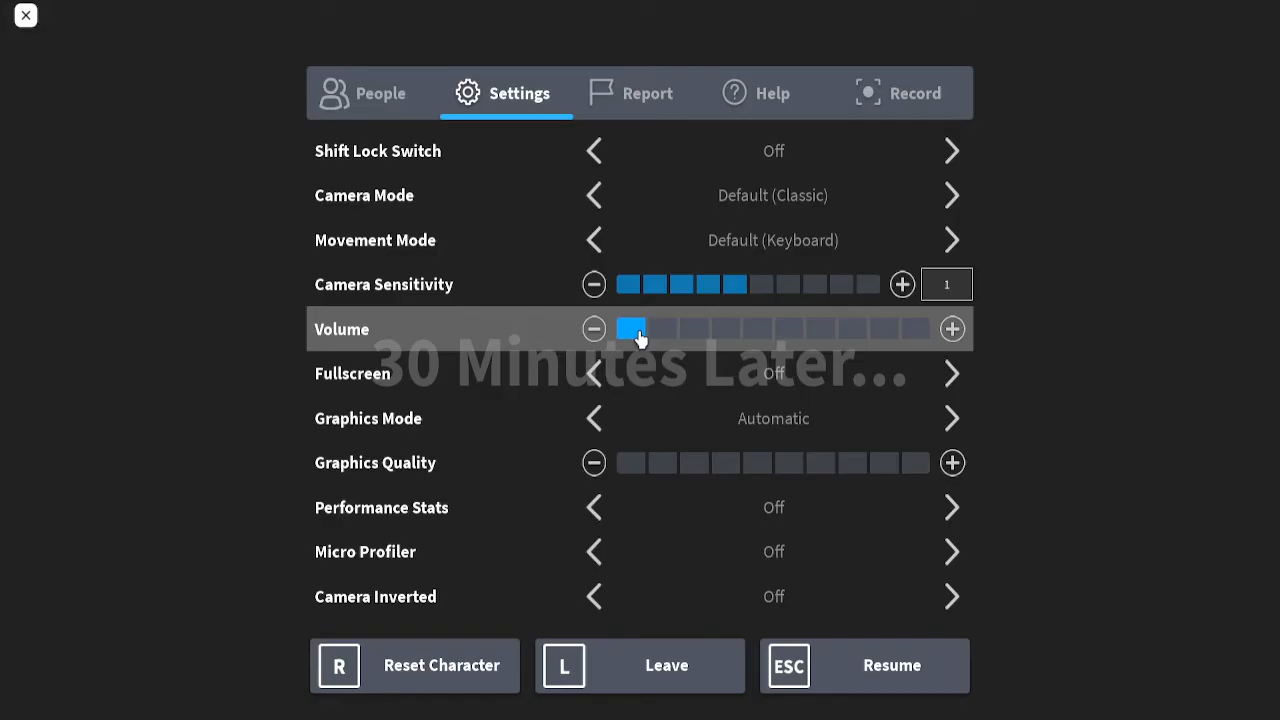 People Settings Report Help Record
Shift Lock Switch Off
Camera Mode Default (Classic)
Movement Mode Default (Keyboard)
Camera Sensitivity 1
Volume
30 Minutes Later...
Fullscreen Off
Graphics Mode Automatic
Graphics Quality
Performance Stats Off
Micro Profiler Off
Camera Inverted Off
R Reset Character L Leave ESC Resume